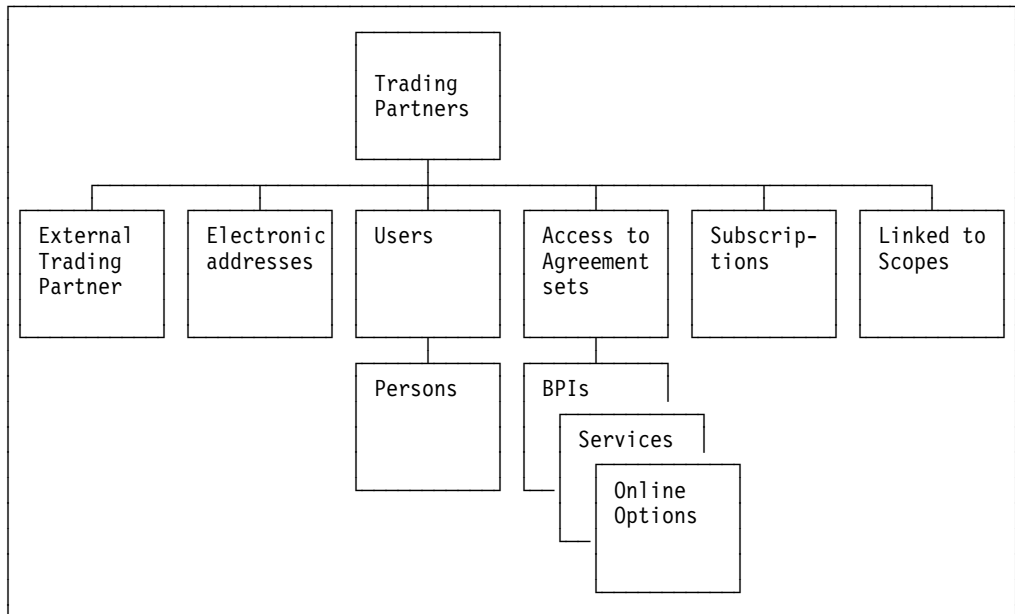 Trading
Partners
External
Trading
Partner
Electronic
addresses
Users
Access to
Agreement
sets
Subscrip-
tions
Linked to
Scopes
Persons
BPIs
Services
Online
Options